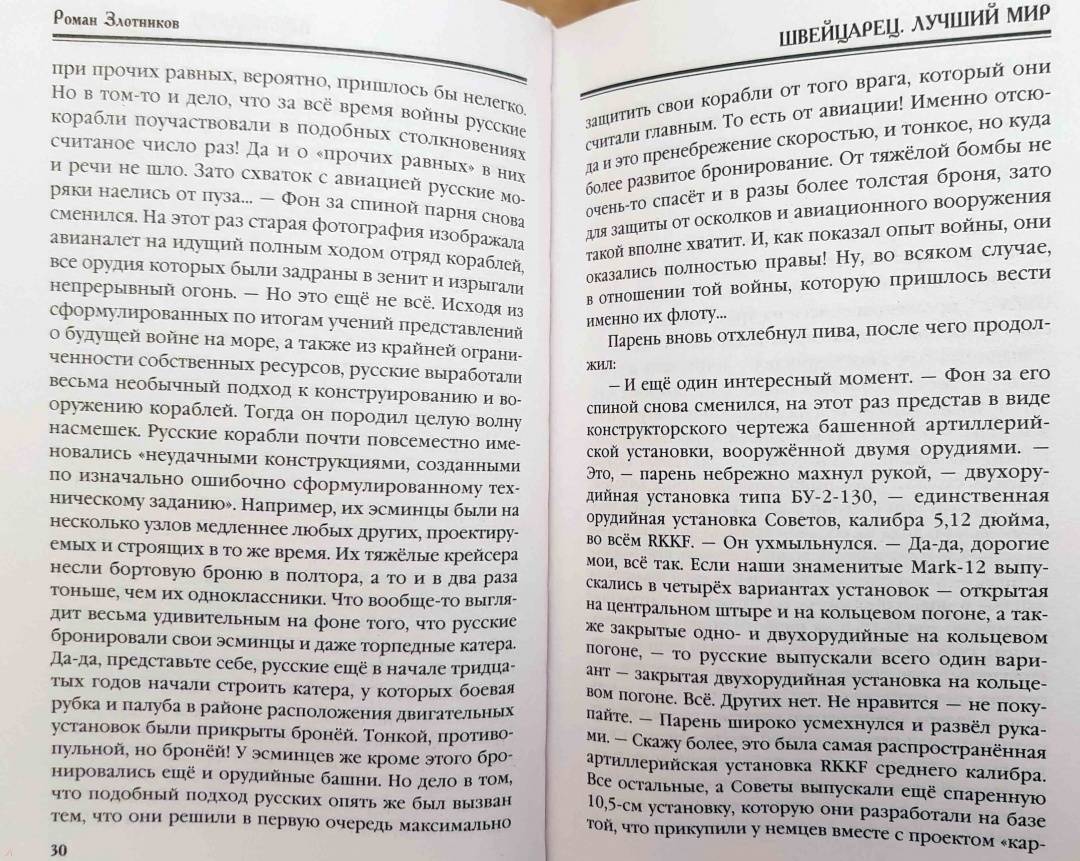 Роман Злотников
при прочих равных, вероятно, пришлось бы нелегко.
Но в том-то и дело, что за всё время войны русские
корабли поучаствовали в подобных столкновениях
считаное число раз! Да и о «прочих равных» в них
и речи не шло. Зато схваток с авиацией русские мо-
ряки наелись от пуза... — Фон за спиной парня снова
сменился. На этот раз старая фотография изображала
авианалет на идущий полным ходом отряд кораблей,
все орудия которых были задраны в зенит и изрыгали
непрерывный огонь. — Но это ещё не всё. Исходя из
сформулированных по итогам учений представлений
о будущей войне на море, а также из крайней ограни-
ченности собственных ресурсов, русские выработали
весьма необычный подход к конструированию и во-
оружению кораблей. Тогда он породил целую волну
насмешек. Русские корабли почти повсеместно име-
новались «неудачными конструкциями, созданными
по изначально ошибочно сформулированному тех-
ническому заданию». Например, их эсминцы были на
несколько узлов медленнее любых других, проектиру-
емых и строящих в то же время. Их тяжёлые крейсера
несли бортовую броню в полтора, а то и в два раза
тоньше, чем их одноклассники. Что вообще-то выгля-
дит весьма удивительным на фоне того, что русские
бронировали свои эсминцы и даже торпедные катера.
Да-да, представьте себе, русские ещё в начале тридца-
тых годов начали строить катера, у которых боевая
рубка и палуба в районе расположения двигательных
установок были прикрыты бронёй. Тонкой, противо-
пульной, но бронёй! У эсминцев же кроме этого бро-
нировались ещё и орудийные башни. Но дело в том,
что подобный подход русских опять же был вызван
тем, что они решили в первую очередь максимально
30
ШВЕЙЦАРЕЦ. ЛУЧШИЙ МИР
защитить свои корабли от того врага, который они
считали главным. То есть от авиации! Именно отсю-
да и это пренебрежение скоростью, и тонкое, но куда
более развитое бронирование. От тяжёлой бомбы не
очень-то спасёт и в разы более толстая броня, зато
для защиты от осколков и авиационного вооружения
такой вполне хватит. И, как показал опыт войны, они
оказались полностью правы! Ну, во всяком случае,
в отношении той войны, которую пришлось вести
именно их флоту...
Парень вновь отхлебнул пива, после чего продол-
жил:
— И ещё один интересный момент. — Фон за его
спиной снова сменился, на этот раз представ в виде
конструкторского чертежа башенной артиллерий-
ской установки, вооружённой двумя орудиями. —
Это, — парень небрежно махнул рукой, — двухору-
дийная установка типа БУ-2-130, — единственная
орудийная установка Советов, калибра 5,12 дюйма,
во всём RKKF. — Он ухмыльнулся. — Да-да, дорогие
мои, всё так. Если наши знаменитые Mark-12 выпу-
скались в четырёх вариантах установок — открытая
на центральном штыре и на кольцевом погоне, а так-
же закрытые одно- и двухорудийные на кольцевом
погоне, — то русские выпускали всего один вари-
ант — закрытая двухорудийная установка на кольце-
вом погоне. Всё. Других нет. Не нравится — не поку-
пайте. — Парень широко усмехнулся и развёл рука-
ми. — Скажу более, это была самая распространённая
артиллерийская установка RKKF среднего калибра.
Все остальные, а Советы выпускали ещё спаренную
10,5-см установку, которую они разработали на базе
той, что прикупили у немцев вместе с проектом «кар-